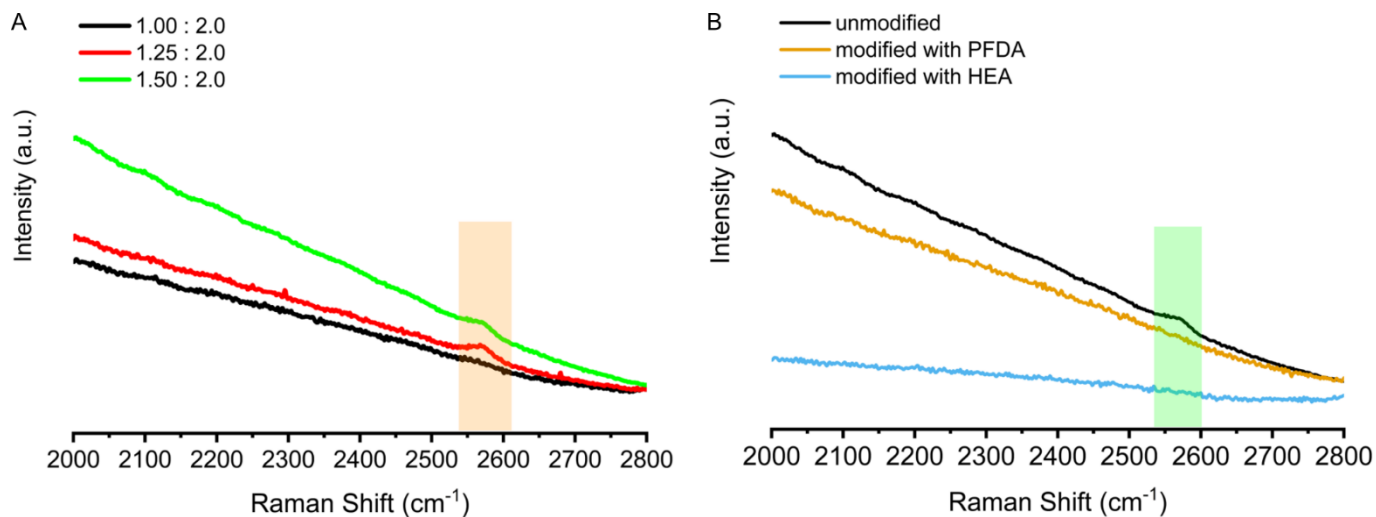 A
1.00 : 2.0
1.25 : 2.0
1.50 : 2.0
Intensity (a.u.)
2000 2100 2200 2300 2400 2500 2600 2700 2800
Raman Shift (cm⁻¹)
B
unmodified
modified with PFDA
modified with HEA
Intensity (a.u.)
2000 2100 2200 2300 2400 2500 2600 2700 2800
Raman Shift (cm⁻¹)